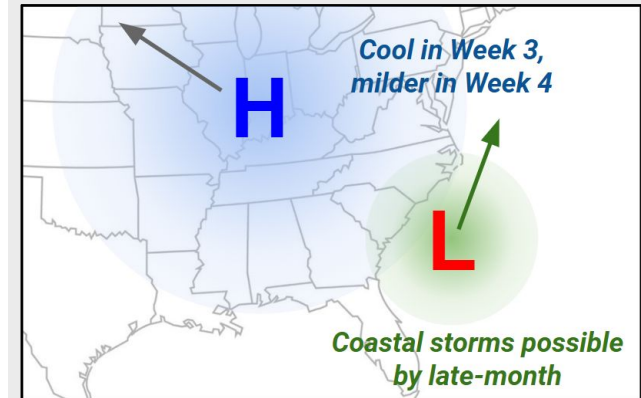 Cool in Week 3,
milder in Week 4
H
L
Coastal storms possible
by late-month